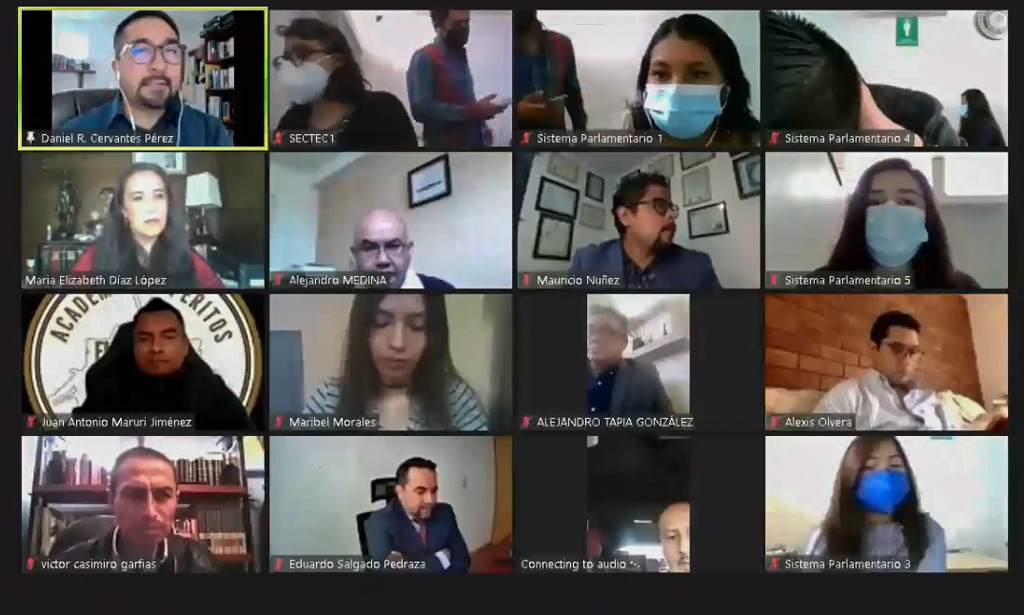 Daniel R. Cervantes Pérez
SECTEC1
Sistema Parlamentario 1
Sistema Parlamentario 4
Maria Elizabeth Díaz López
Alejandro MEDINA
Mauricio Nuñez
Sistema Parlamentario 5
Juan Antonio Maruri Jiménez
Maribel Morales
ALEJANDRO TAPIA GONZÁLEZ
Alexis Olvera
victor casimiro garfias
Eduardo Salgado Pedraza
Connecting to audio
Sistema Parlamentario 3